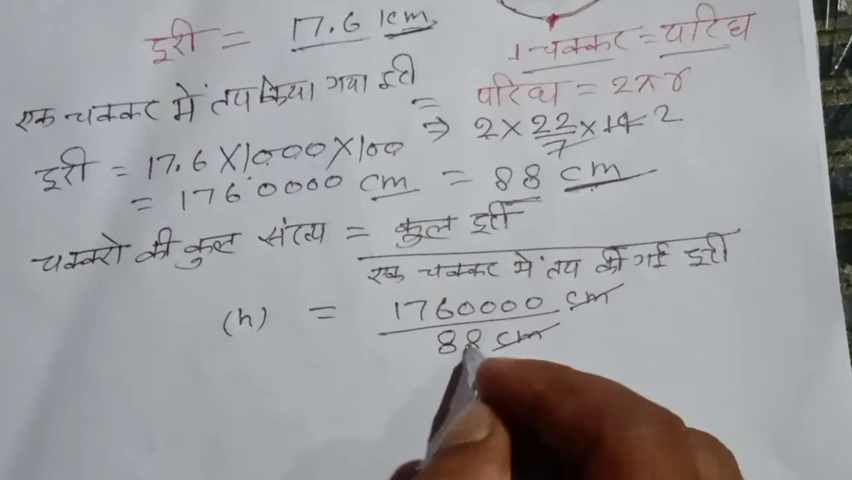 दुरी = 17.6 km
1 चक्कर = परिधि
एक चक्कर में तय किया गया दुरी = परिधि = 2πr
⇒ 2 × 22/7 × 14 2
दुरी = 17.6 × 1000 × 100
= 1760000 cm = 88 cm
चक्करो की कुल संख्या = कुल दुरी / एक चक्कर में तय की गई दुरी
(n) = 1760000 cm / 88 cm